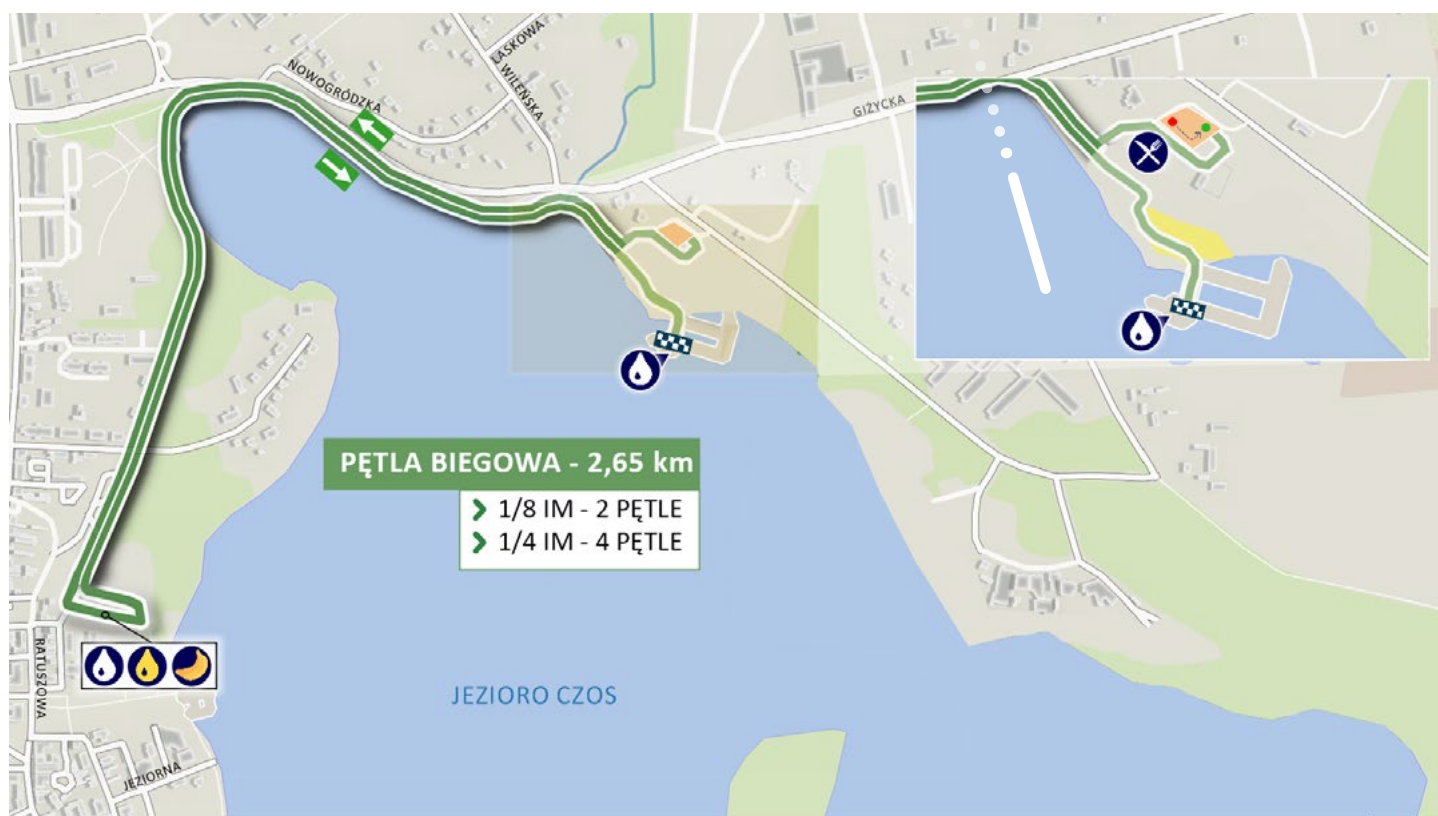 ŁASKOWA
NOWOGRÓDZKA
WILEŃSKA
GIŻYCKA
PĘTLA BIEGOWA - 2,65 km
1/8 IM - 2 PĘTLE
1/4 IM - 4 PĘTLE
RATUSZOWA
JEZIORO CZOS
JEZIORNA